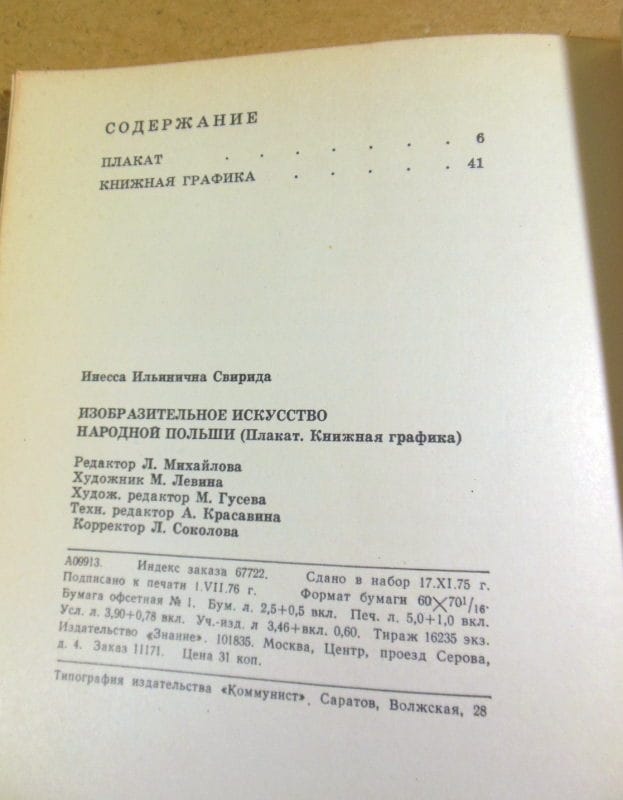 СОДЕРЖАНИЕ
ПЛАКАТ . . . . . . . 6
КНИЖНАЯ ГРАФИКА . . . . . 41
Инесса Ильинична Свирида
ИЗОБРАЗИТЕЛЬНОЕ ИСКУССТВО
НАРОДНОЙ ПОЛЬШИ (Плакат. Книжная графика)
Редактор Л. Михайлова
Художник М. Левина
Худож. редактор М. Гусева
Техн. редактор А. Красавина
Корректор Л. Соколова
А09913. Индекс заказа 67722. Сдано в набор 17.XI.75 г.
Подписано к печати 1.VII.76 г. Формат бумаги 60×70¹/₁₆.
Бумага офсетная № 1. Бум. л. 2,5+0,5 вкл. Печ. л. 5,0+1,0 вкл.
Усл. л. 3,90+0,78 вкл. Уч.-изд. л 3,46+вкл. 0,60. Тираж 16235 экз.
Издательство «Знание». 101835. Москва, Центр, проезд Серова,
д. 4. Заказ 11171. Цена 31 коп.
Типография издательства «Коммунист», Саратов, Волжская, 28